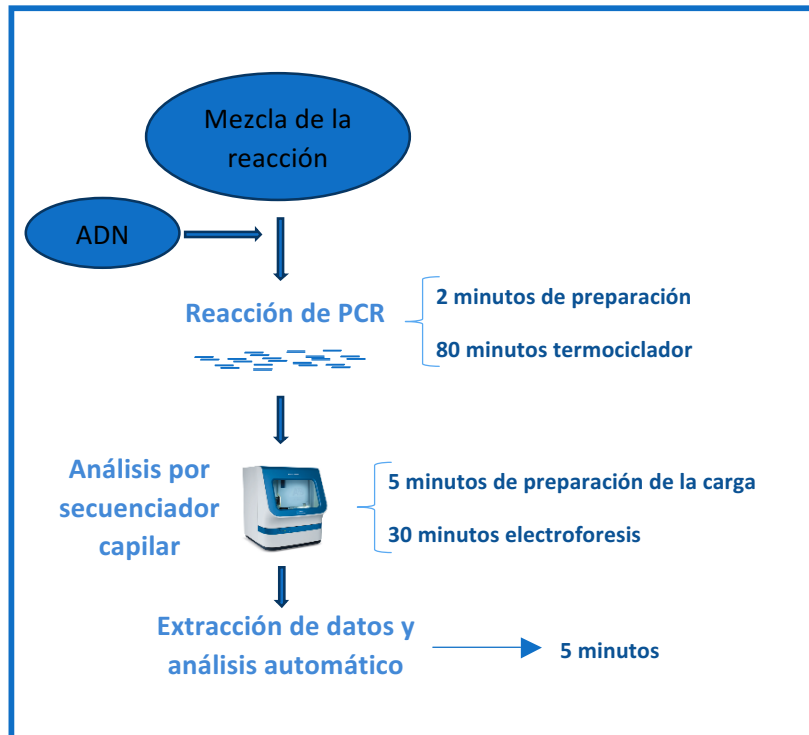 Mezcla de la
reacción
ADN
Reacción de PCR
2 minutos de preparación
80 minutos termociclador
Análisis por
secuenciador
capilar
5 minutos de preparación de la carga
30 minutos electroforesis
Extracción de datos y
análisis automático
5 minutos